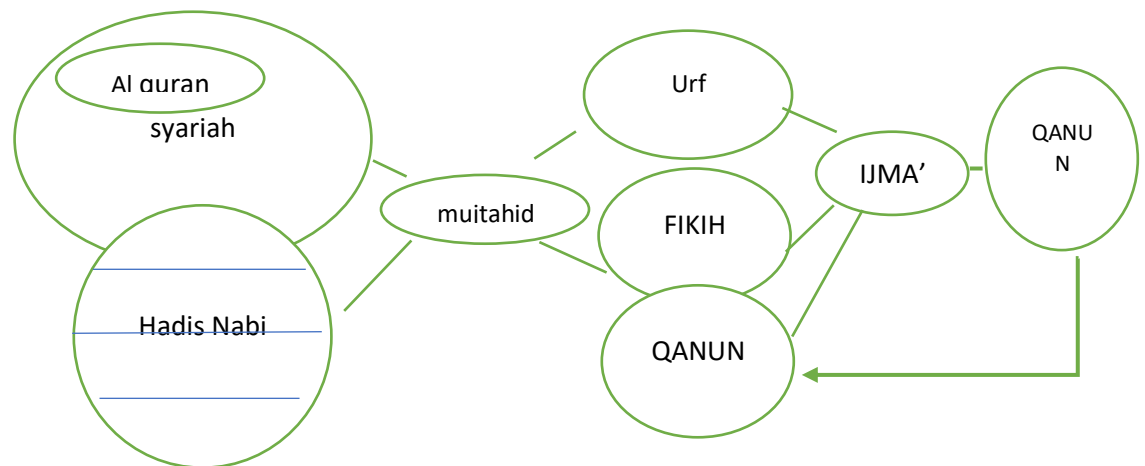 Al quran
syariah
Hadis Nabi
mujtahid
Urf
FIKIH
QANUN
IJMA’
QANU
N